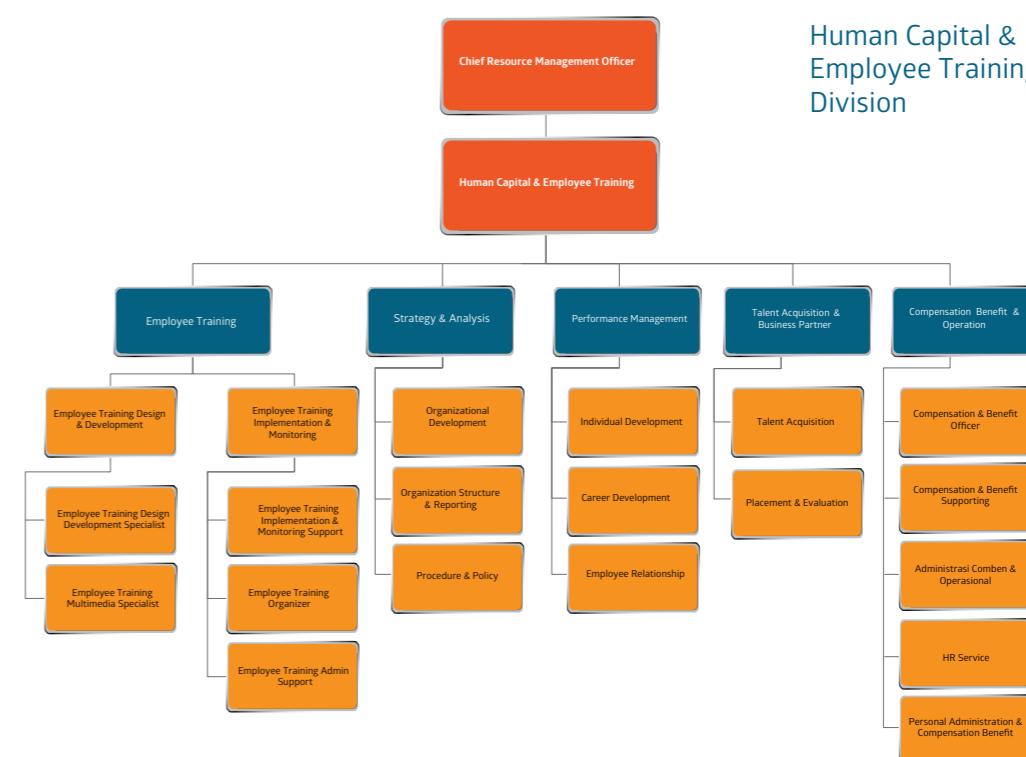 Human Capital &
Employee Training
Division
Chief Resource Management Officer
Human Capital & Employee Training
Employee Training
Strategy & Analysis
Performance Management
Talent Acquisition &
Business Partner
Compensation Benefit &
Operation
Employee Training Design
& Development
Employee Training
Implementation &
Monitoring
Organizational
Development
Individual Development
Talent Acquisition
Compensation & Benefit
Officer
Employee Training Design
Development Specialist
Employee Training
Implementation &
Monitoring Support
Organization Structure
& Reporting
Career Development
Placement & Evaluation
Compensation & Benefit
Supporting
Employee Training
Multimedia Specialist
Employee Training
Organizer
Procedure & Policy
Employee Relationship
Administrasi Comben &
Operasional
Employee Training Admin
Support
HR Service
Personal Administration &
Compensation Benefit